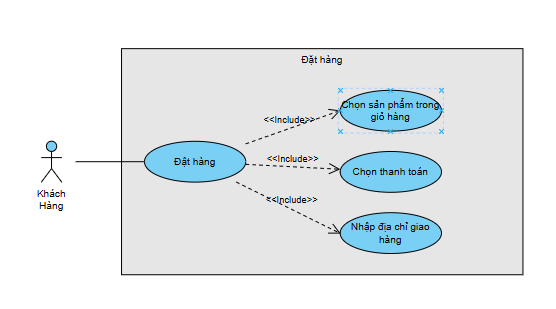 Đặt hàng
Chọn sản phẩm trong
giỏ hàng
<<Include>>
Đặt hàng
<<Include>>
Chọn thanh toán
Khách
Hàng
<<Include>>
Nhập địa chỉ giao
hàng